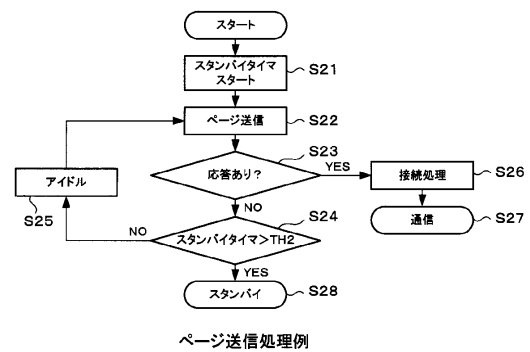 スタート
スタンバイタイマ
スタート
S21
ページ送信
S22
応答あり?
S23
YES
接続処理
S26
アイドル
S25
NO
通信
S27
スタンバイタイマ>TH2
S24
NO
YES
スタンバイ
S28
ページ送信処理例